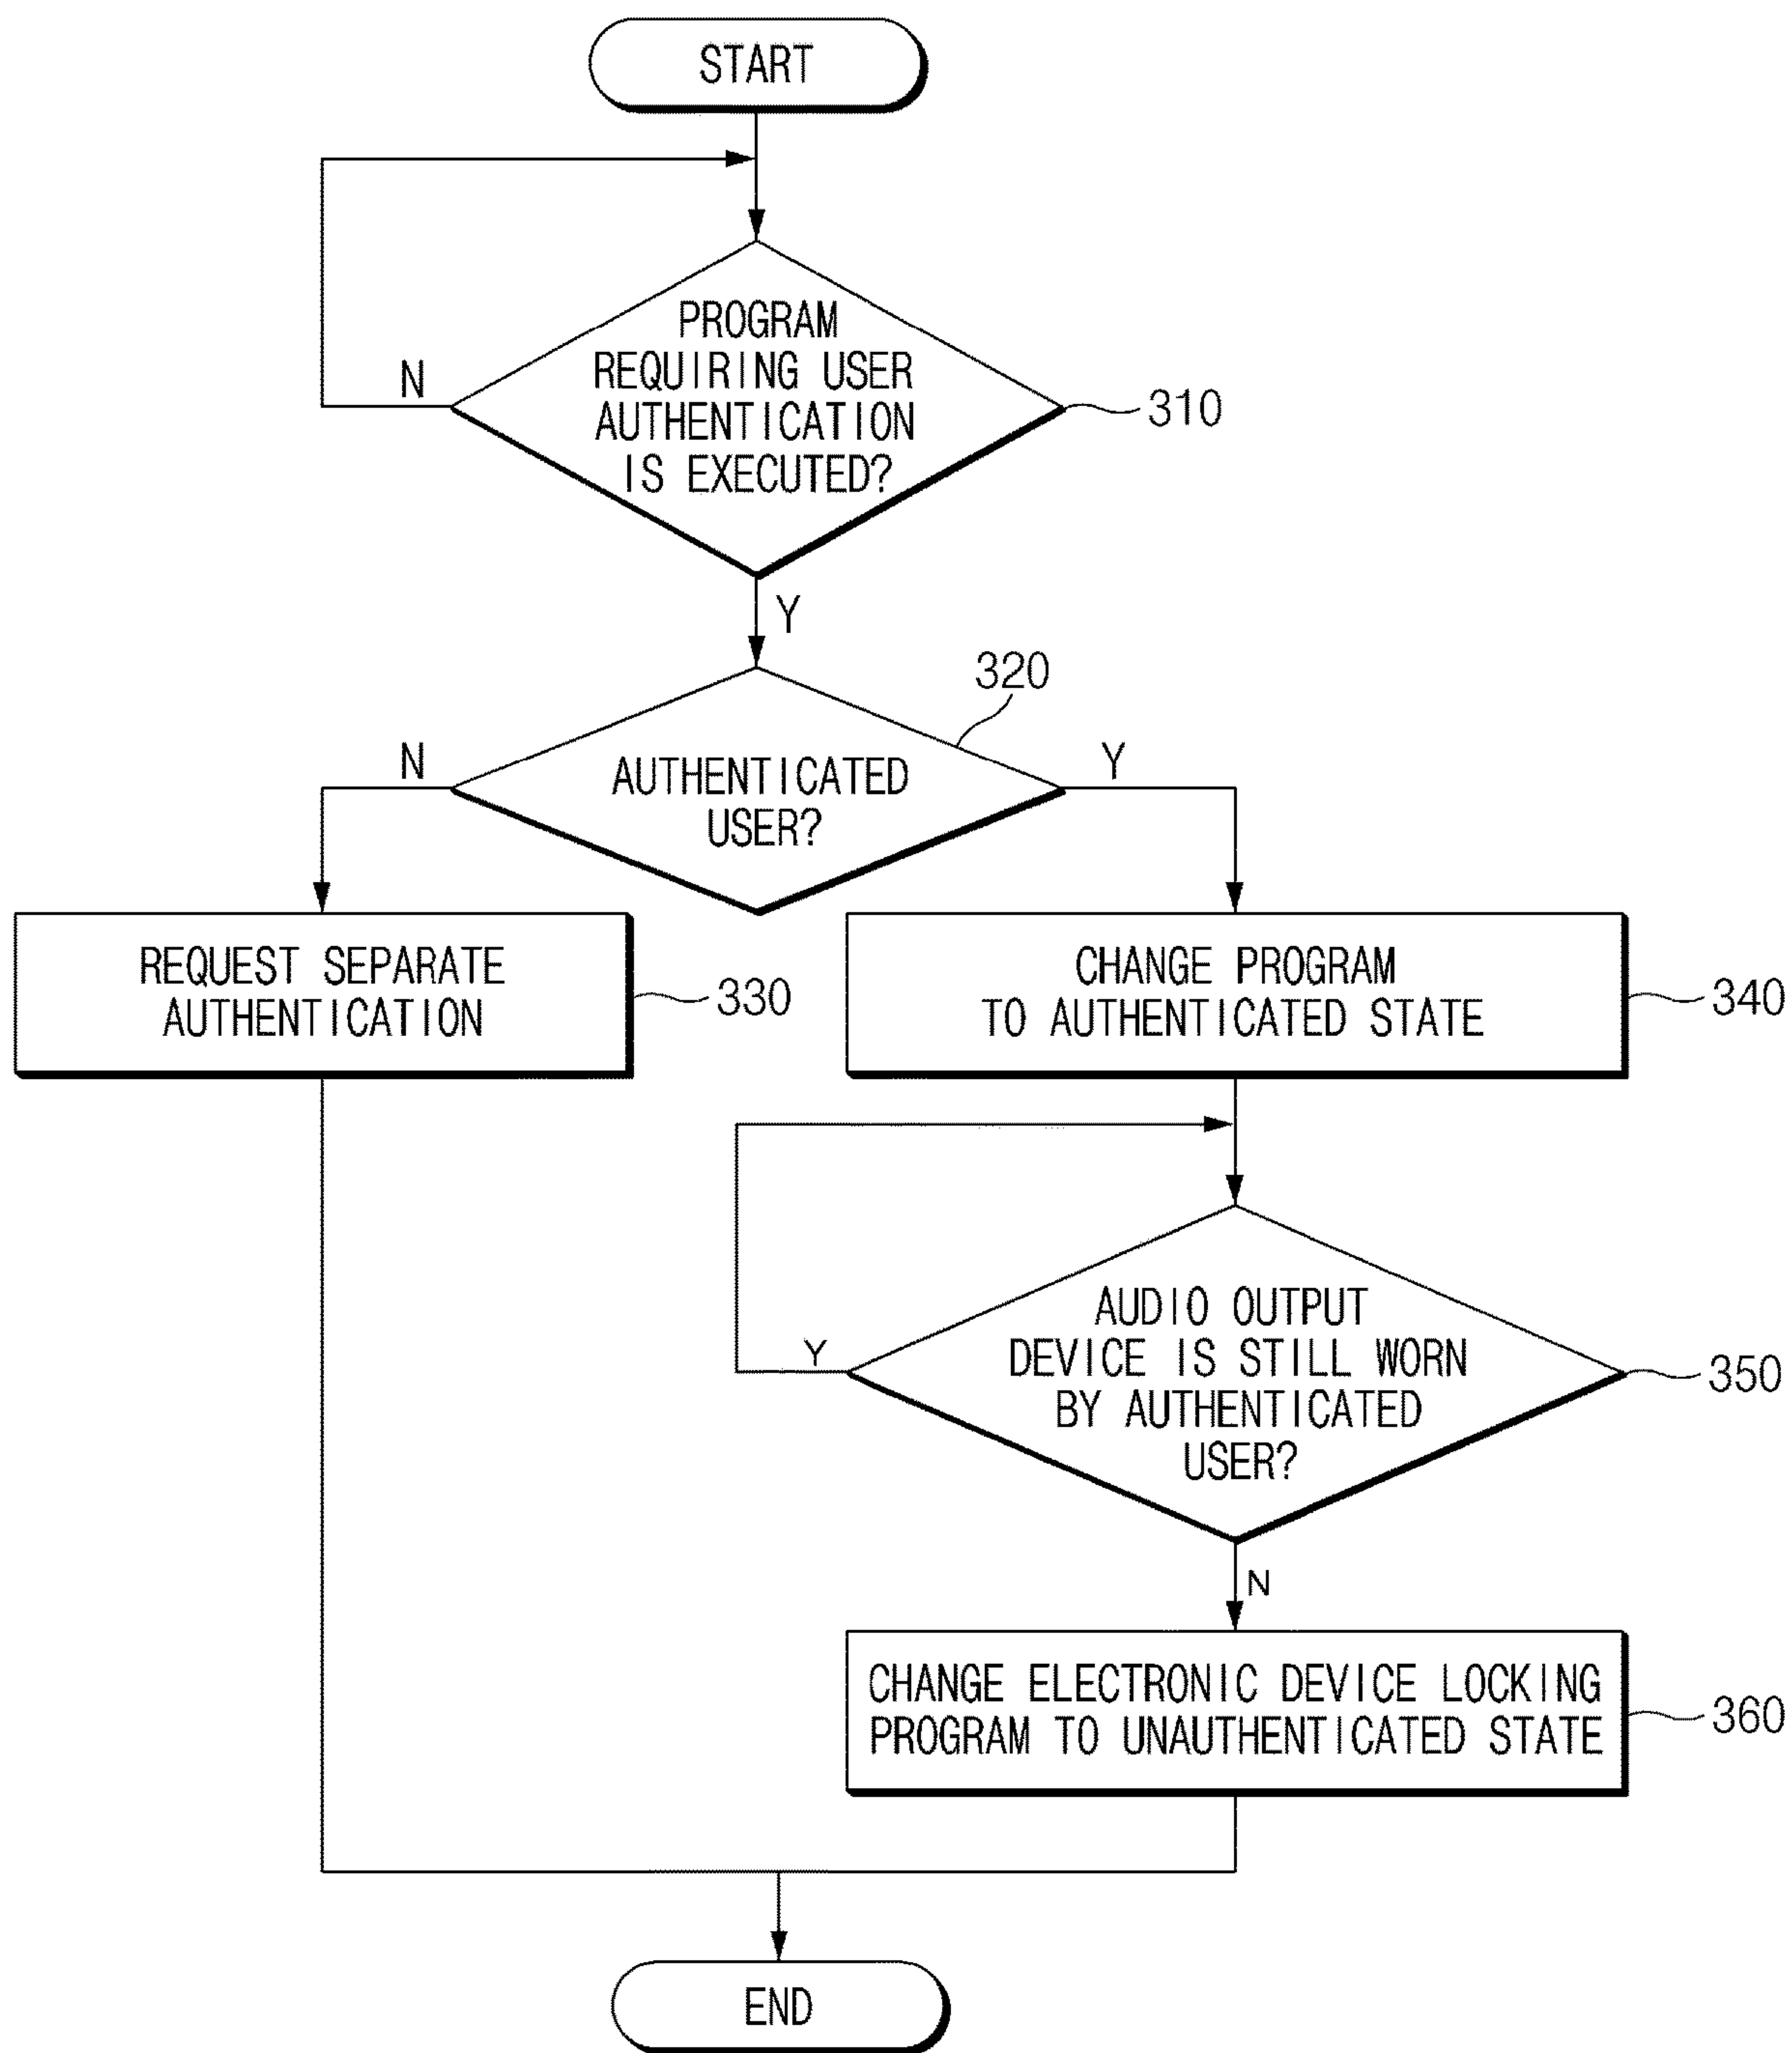 START
PROGRAM
REQUIRING USER
AUTHENTICATION
IS EXECUTED?
N
310
Y
320
N
Y
AUTHENTICATED
USER?
REQUEST SEPARATE
AUTHENTICATION
330
CHANGE PROGRAM
TO AUTHENTICATED STATE
340
AUDIO OUTPUT
DEVICE IS STILL WORN
BY AUTHENTICATED
USER?
Y
350
N
CHANGE ELECTRONIC DEVICE LOCKING
PROGRAM TO UNAUTHENTICATED STATE
360
END